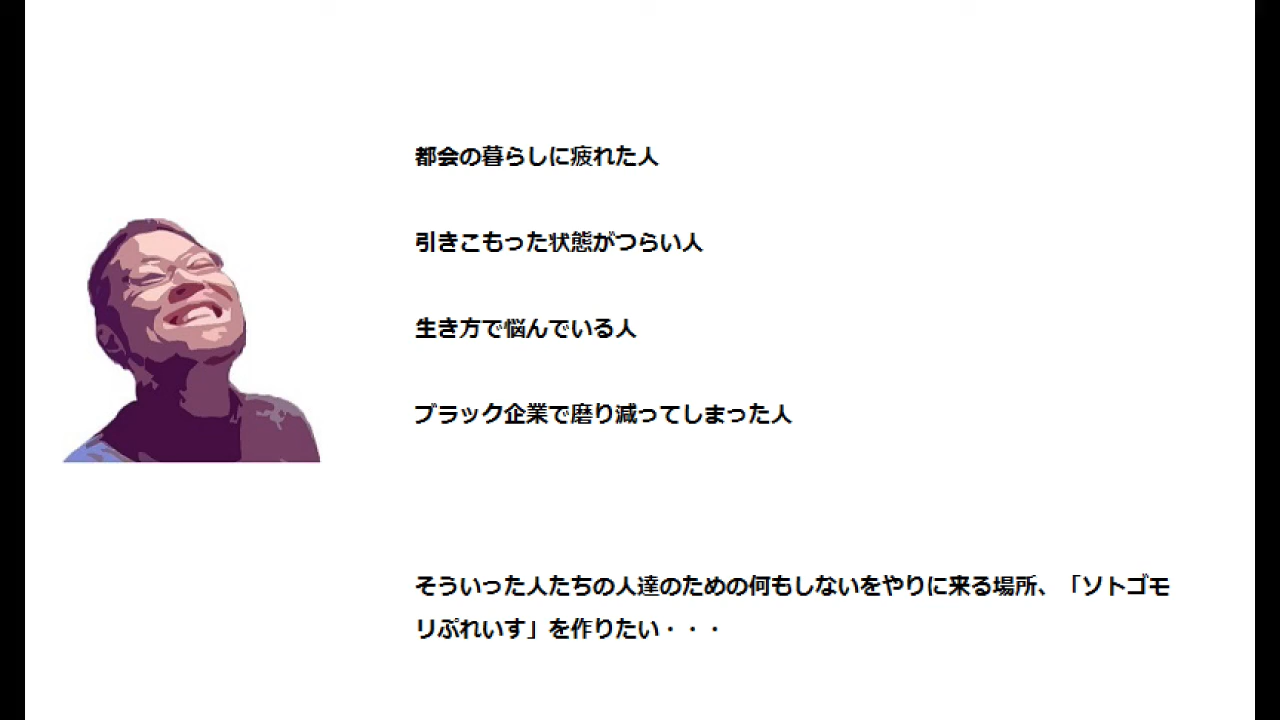 都会の暮らしに疲れた人
引きこもった状態がつらい人
生き方で悩んでいる人
ブラック企業で磨り減ってしまった人
そういった人たちの人達のための何もしないをやりに来る場所、「ソトゴモ
リぷれいす」を作りたい・・・